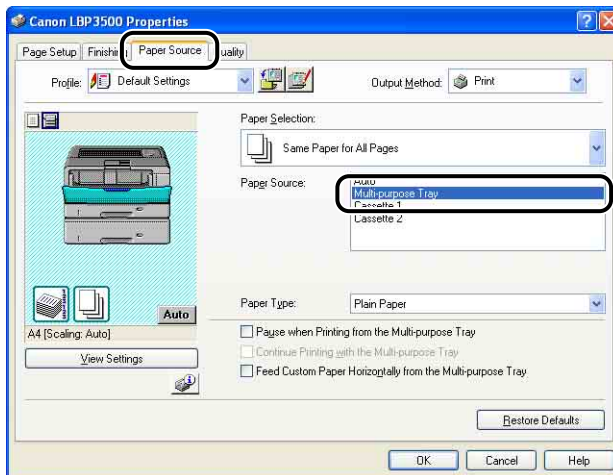 Canon LBP3500 Properties
Page Setup Finishing Paper Source Quality
Profile: Default Settings Output Method: Print
Paper Selection:
Same Paper for All Pages
Paper Source: Auto
Multi-purpose Tray
Cassette 1
Cassette 2
Auto
Paper Type: Plain Paper
A4 [Scaling: Auto]
Pause when Printing from the Multi-purpose Tray
Continue Printing with the Multi-purpose Tray
View Settings
Feed Custom Paper Horizontally from the Multi-purpose Tray
Restore Defaults
OK Cancel Help